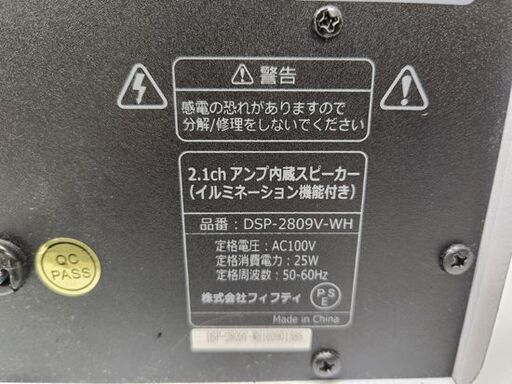 警告
感電の恐れがありますので
分解/修理をしないでください
2.1ch アンプ内蔵スピーカー
(イルミネーション機能付き)
品番：DSP-2809V-WH
定格電圧：AC100V
定格消費電力：25W
定格周波数：50-60Hz
株式会社フィフティ
PSE
Made in China
QC
PASS